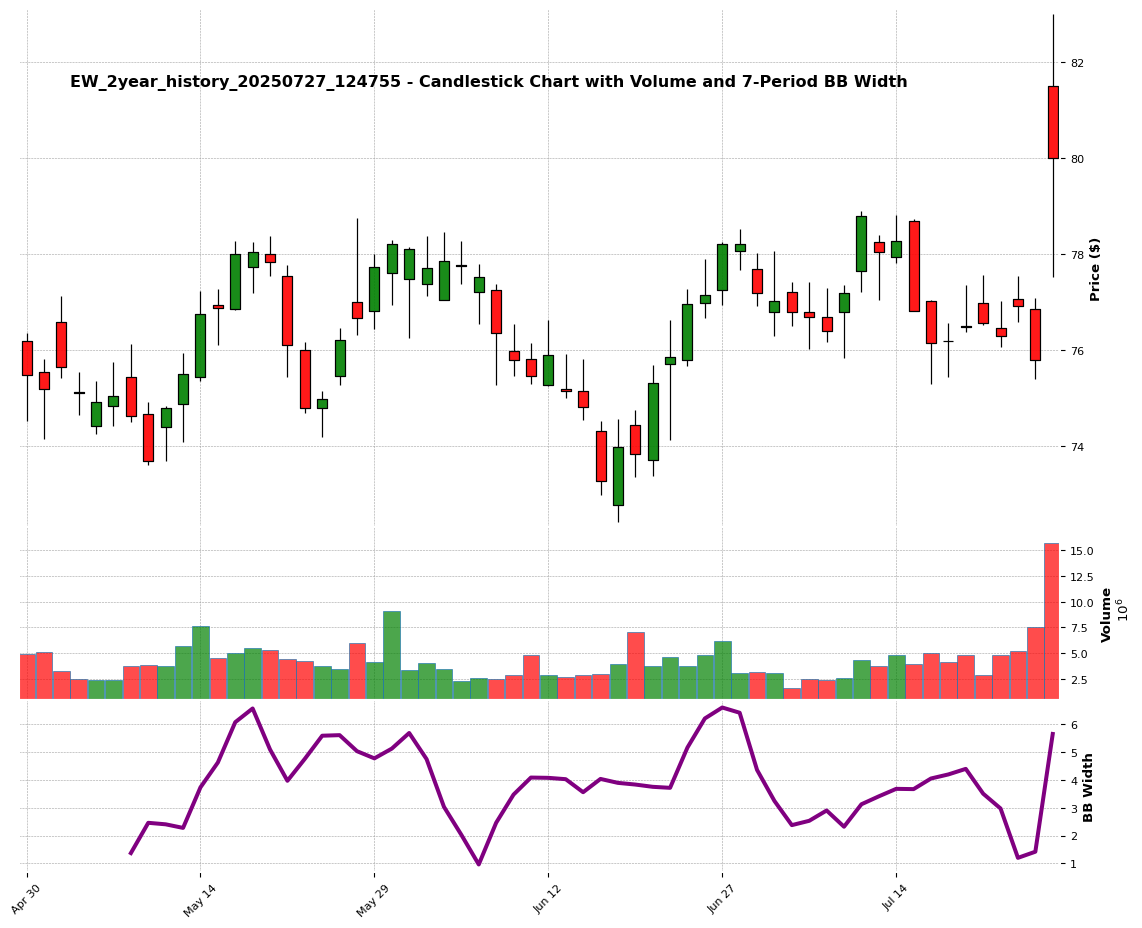 EW_2year_history_20250727_124755 - Candlestick Chart with Volume and 7-Period BB Width
82
80
78
76
74
Price ($)
15.0
12.5
10.0
7.5
5.0
2.5
Volume
10^6
6
5
4
3
2
1
BB Width
Apr 30
May 14
May 29
Jun 12
Jun 27
Jul 14